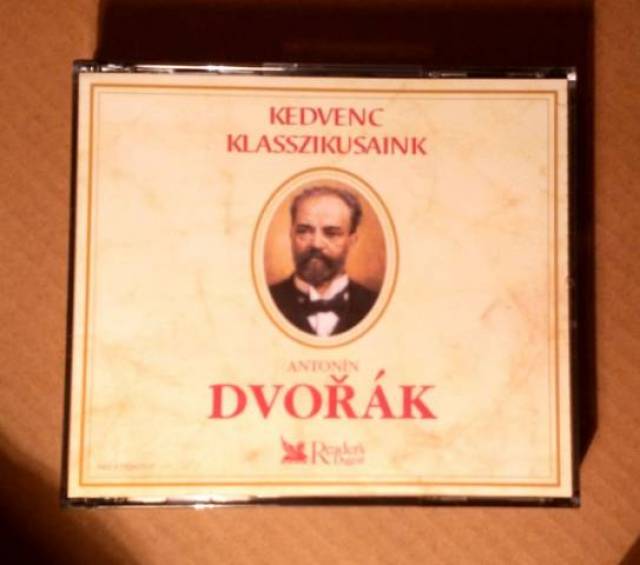 KEDVENC
KLASSZIKUSAINK
ANTONÍN
DVOŘÁK
Reader's
Digest